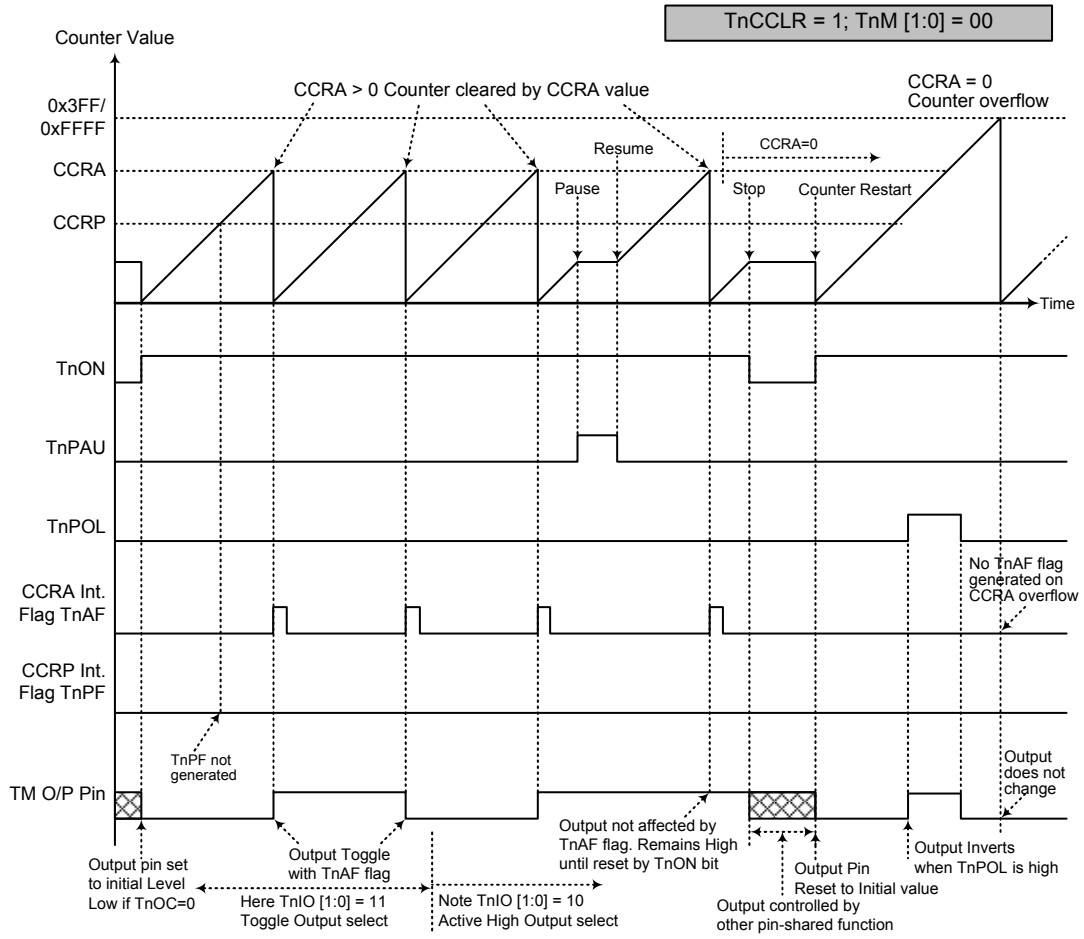 TnCCLR = 1; TnM [1:0] = 00
Counter Value
0x3FF/
0xFFFF
CCRA > 0 Counter cleared by CCRA value
CCRA = 0
Counter overflow
CCRA
CCRP
Resume
CCRA=0
Pause
Stop
Counter Restart
Time
TnON
TnPAU
TnPOL
CCRA Int.
Flag TnAF
No TnAF flag
generated on
CCRA overflow
CCRP Int.
Flag TnPF
TnPF not
generated
TM O/P Pin
Output
does not
change
Output pin set
to initial Level
Low if TnOC=0
Output Toggle
with TnAF flag
Here TnIO [1:0] = 11
Toggle Output select
Note TnIO [1:0] = 10
Active High Output select
Output not affected by
TnAF flag. Remains High
until reset by TnON bit
Output controlled by
other pin-shared function
Output Pin
Reset to Initial value
Output Inverts
when TnPOL is high